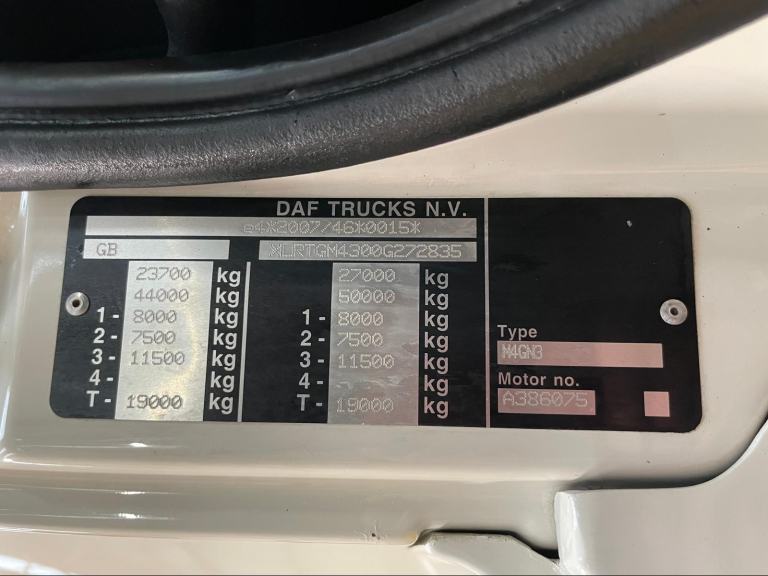 DAF TRUCKS N.V.
e4*2007/46*0015*
GB XLRTGM4300G272835
23700 kg 27000 kg
44000 kg 50000 kg
1- 8000 kg 1- 8000 kg
2- 7500 kg 2- 7500 kg
3- 11500 kg 3- 11500 kg
4- kg 4- kg
T- 19000 kg T- 19000 kg
Type
M4GN3
Motor no.
A386075